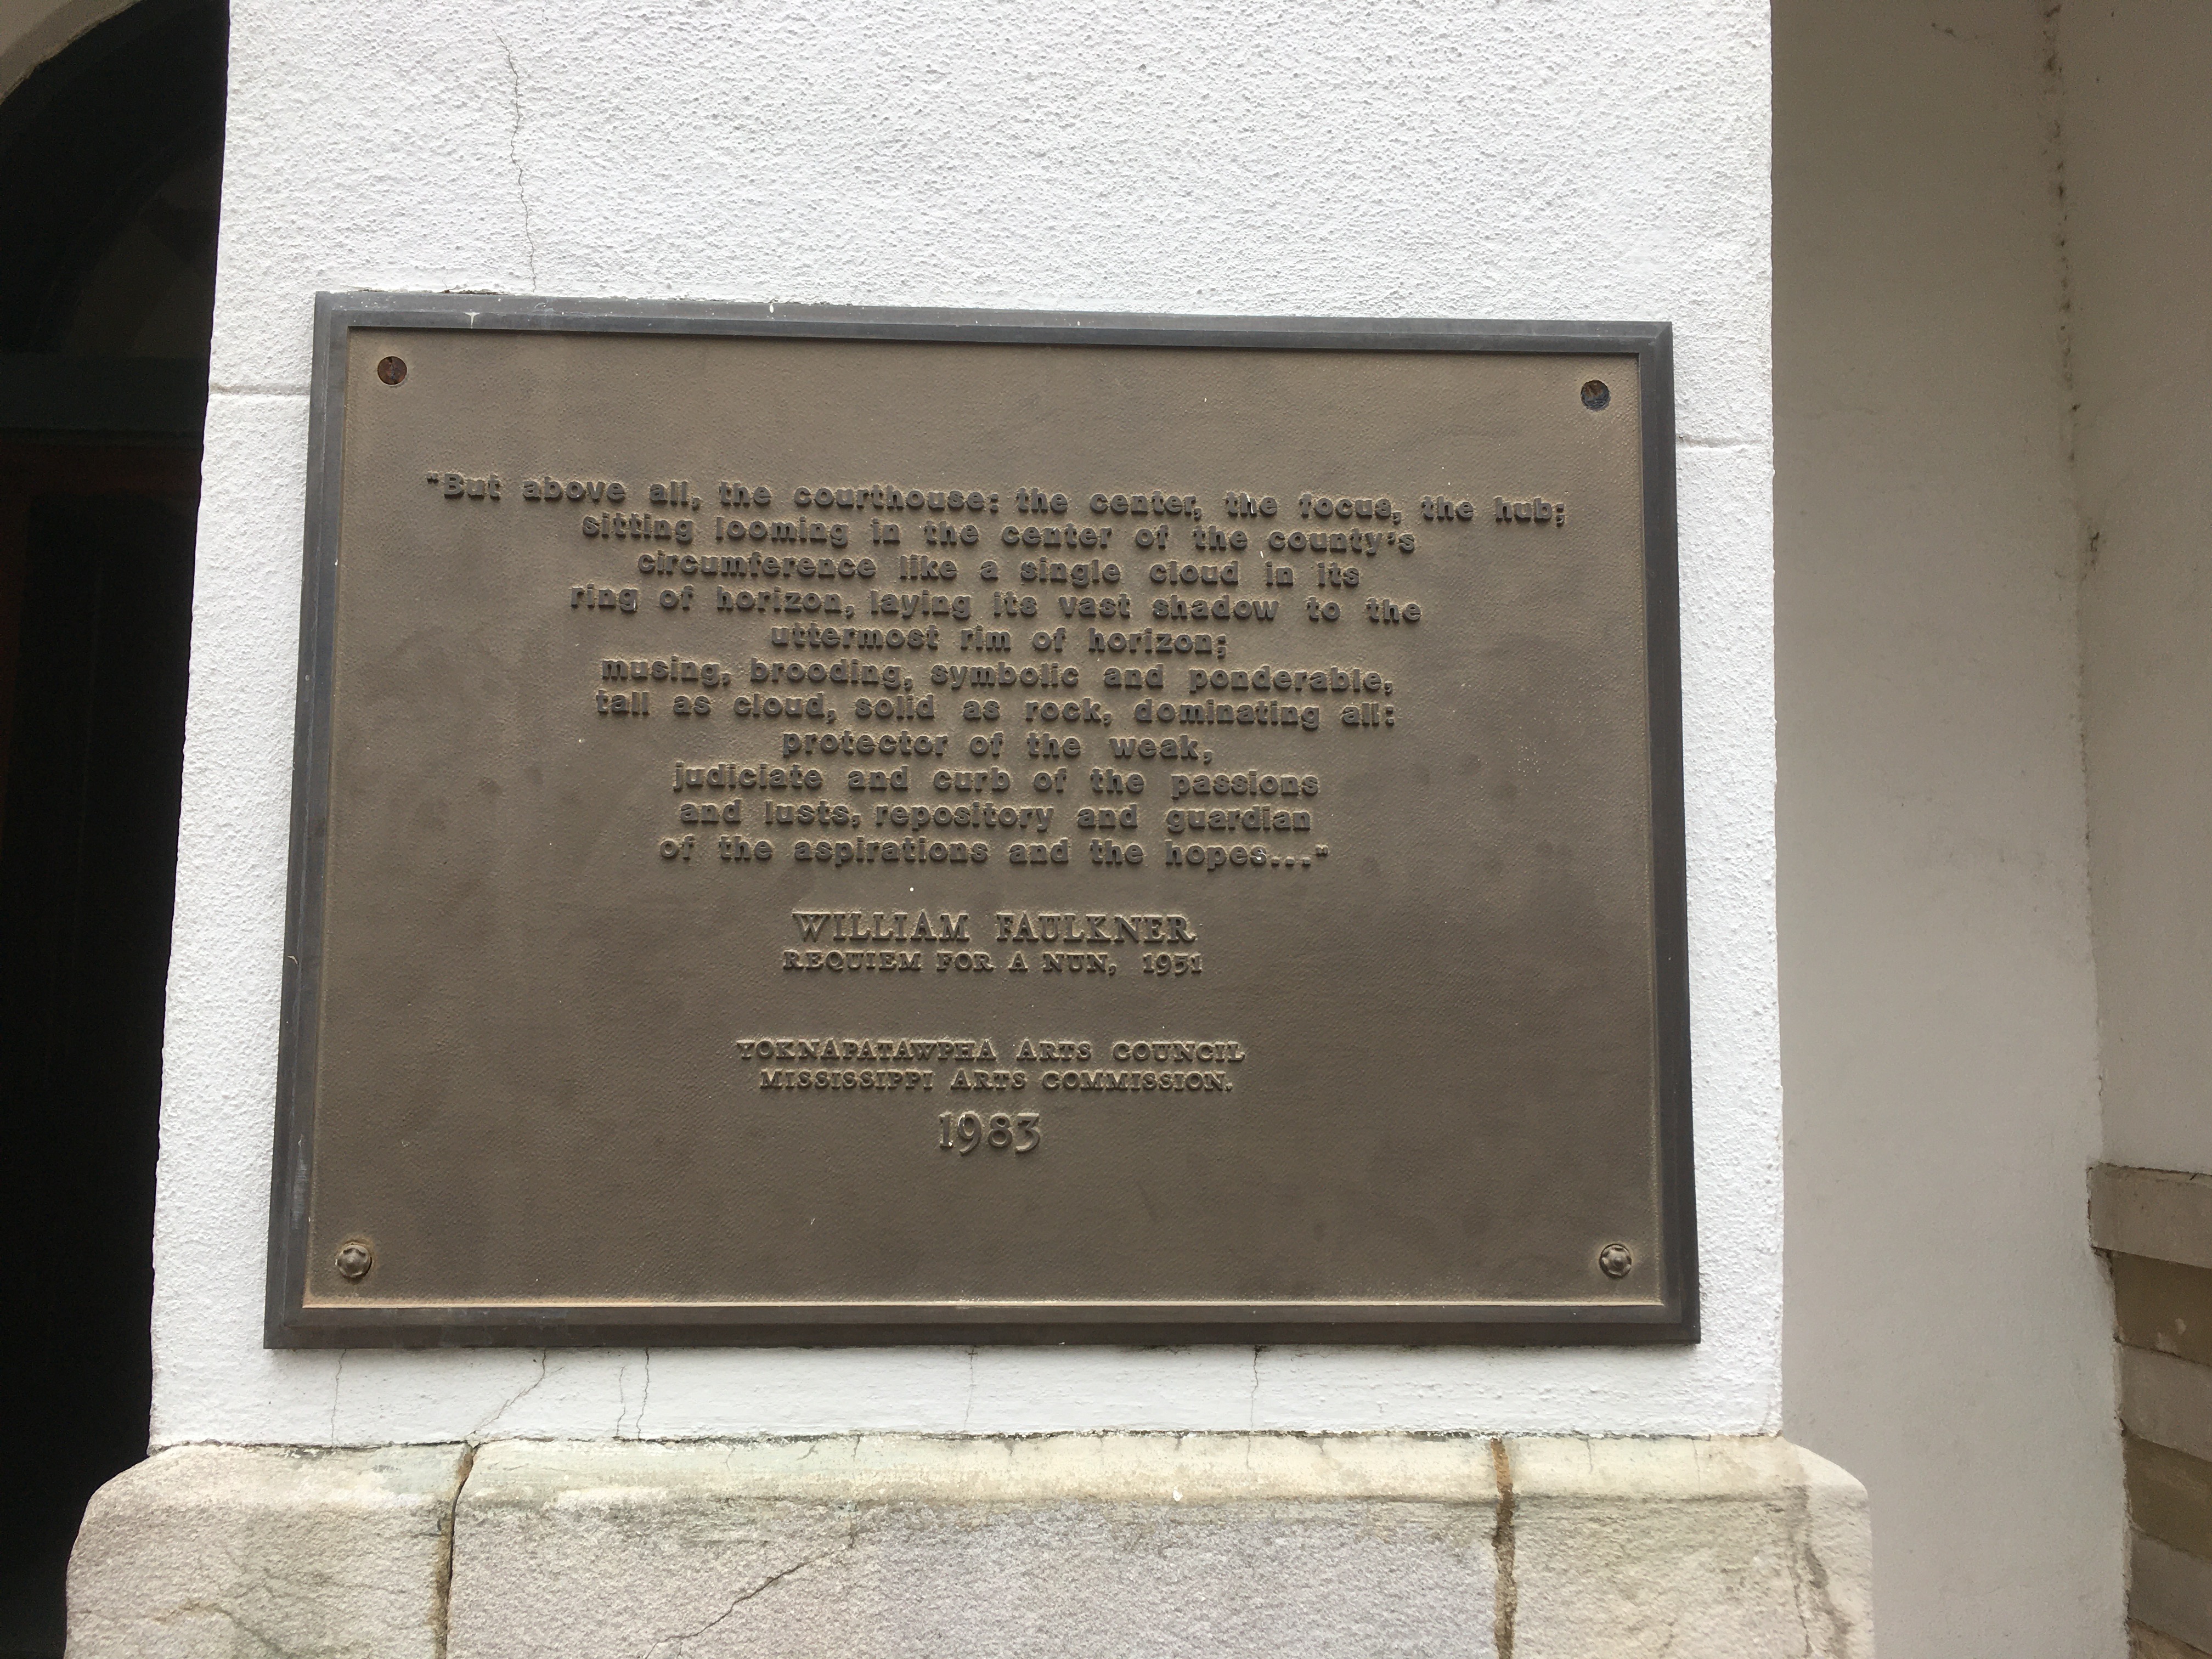 "But above all, the courthouse: the center, the focus, the hub;
sitting looming in the center of the county's
circumference like a single cloud in its
ring of horizon, laying its vast shadow to the
uttermost rim of horizon;
musing, brooding, symbolic and ponderable,
tall as cloud, solid as rock, dominating all:
protector of the weak,
judiciate and curb of the passions
and lusts, repository and guardian
of the aspirations and the hopes..."
WILLIAM FAULKNER
REQUIEM FOR A NUN, 1951
YOKNAPATAWPHA ARTS COUNCIL
MISSISSIPPI ARTS COMMISSION.
1983